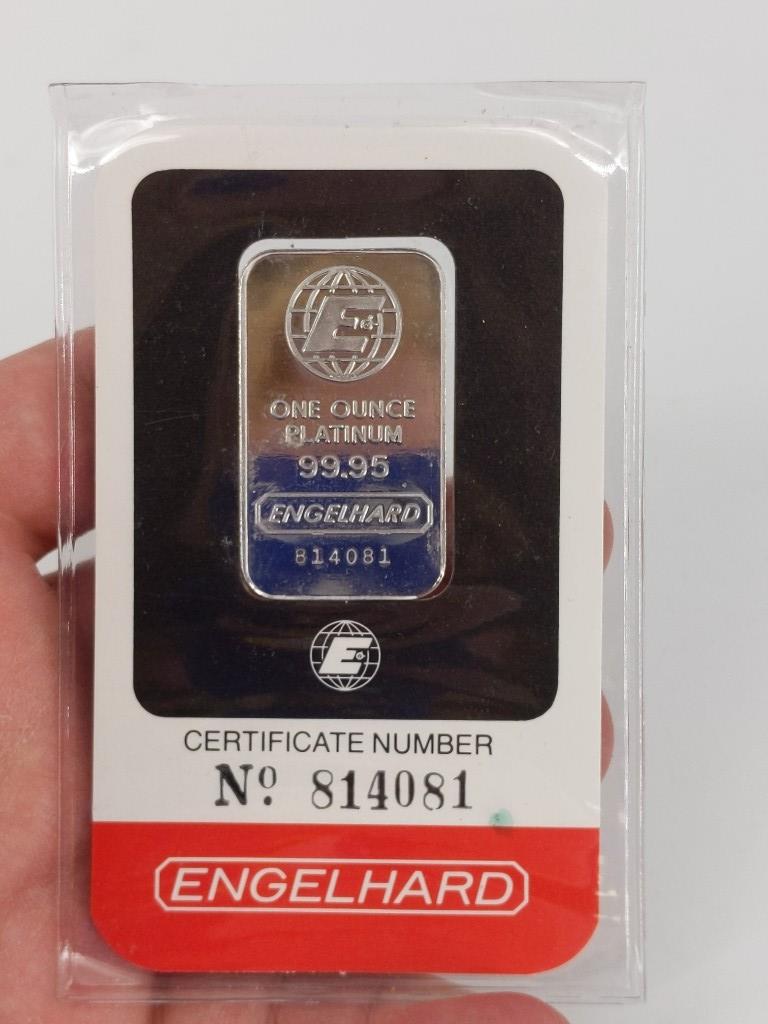 E
ONE OUNCE
PLATINUM
99.95
ENGELHARD
814081
E
CERTIFICATE NUMBER
Nº 814081
ENGELHARD